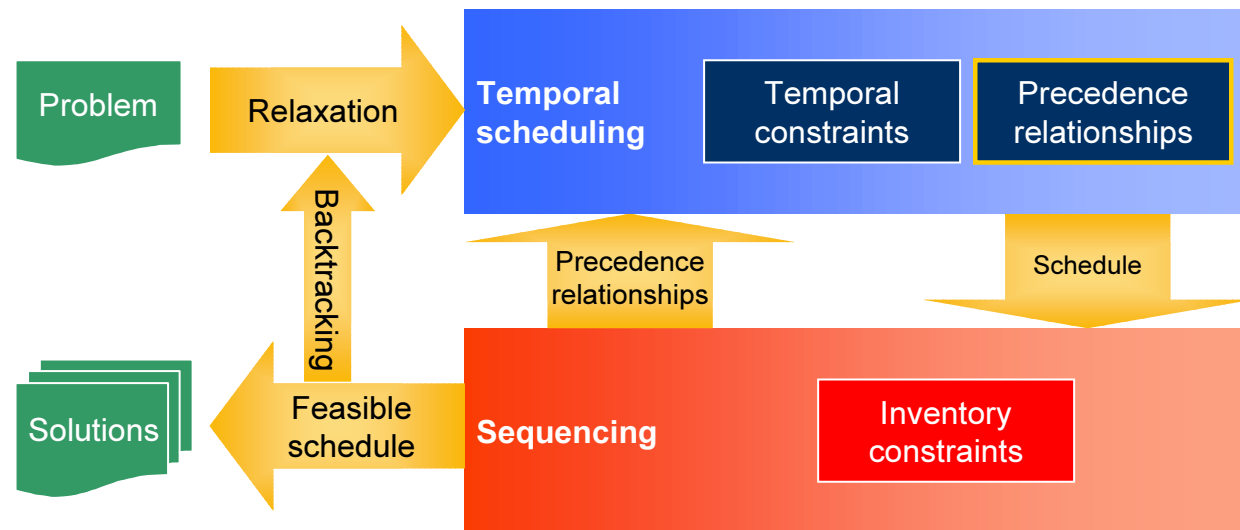 Problem
Relaxation
Temporal
scheduling
Temporal
constraints
Precedence
relationships
Backtracking
Precedence
relationships
Schedule
Solutions
Feasible
schedule
Sequencing
Inventory
constraints